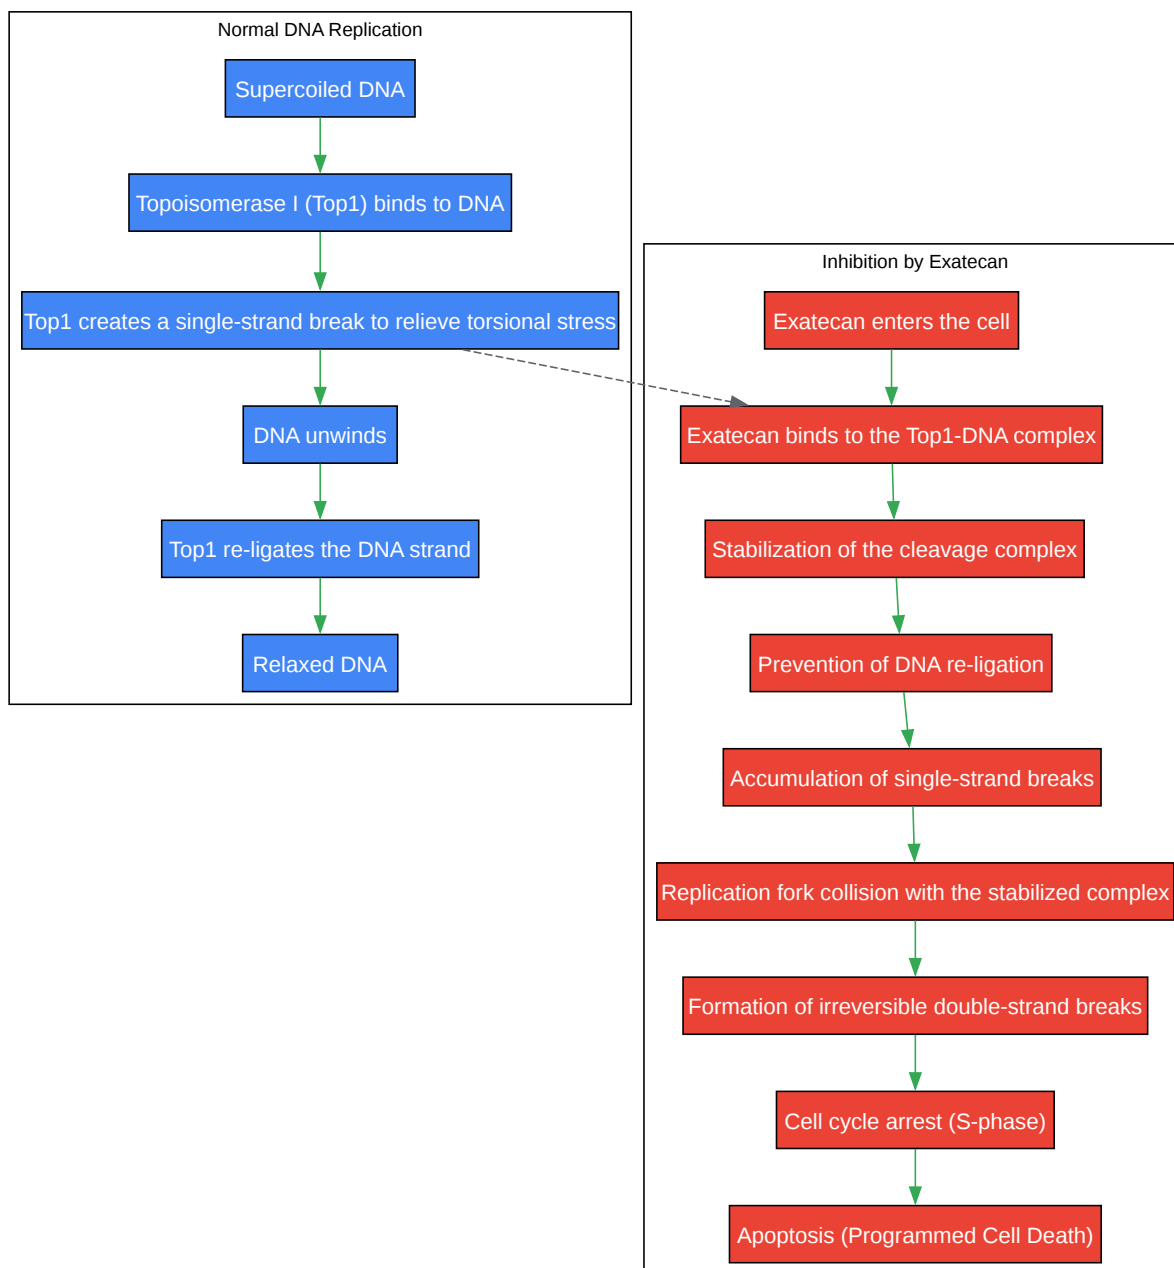 Normal DNA Replication
Supercoiled DNA
Topoisomerase I (Top1) binds to DNA
Top1 creates a single-strand break to relieve torsional stress
DNA unwinds
Top1 re-ligates the DNA strand
Relaxed DNA
Inhibition by Exatecan
Exatecan enters the cell
Exatecan binds to the Top1-DNA complex
Stabilization of the cleavage complex
Prevention of DNA re-ligation
Accumulation of single-strand breaks
Replication fork collision with the stabilized complex
Formation of irreversible double-strand breaks
Cell cycle arrest (S-phase)
Apoptosis (Programmed Cell Death)